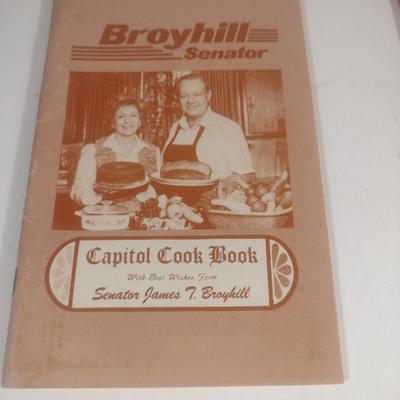 Broyhill
Senator
Capitol Cook Book
With Best Wishes From
Senator James T. Broyhill